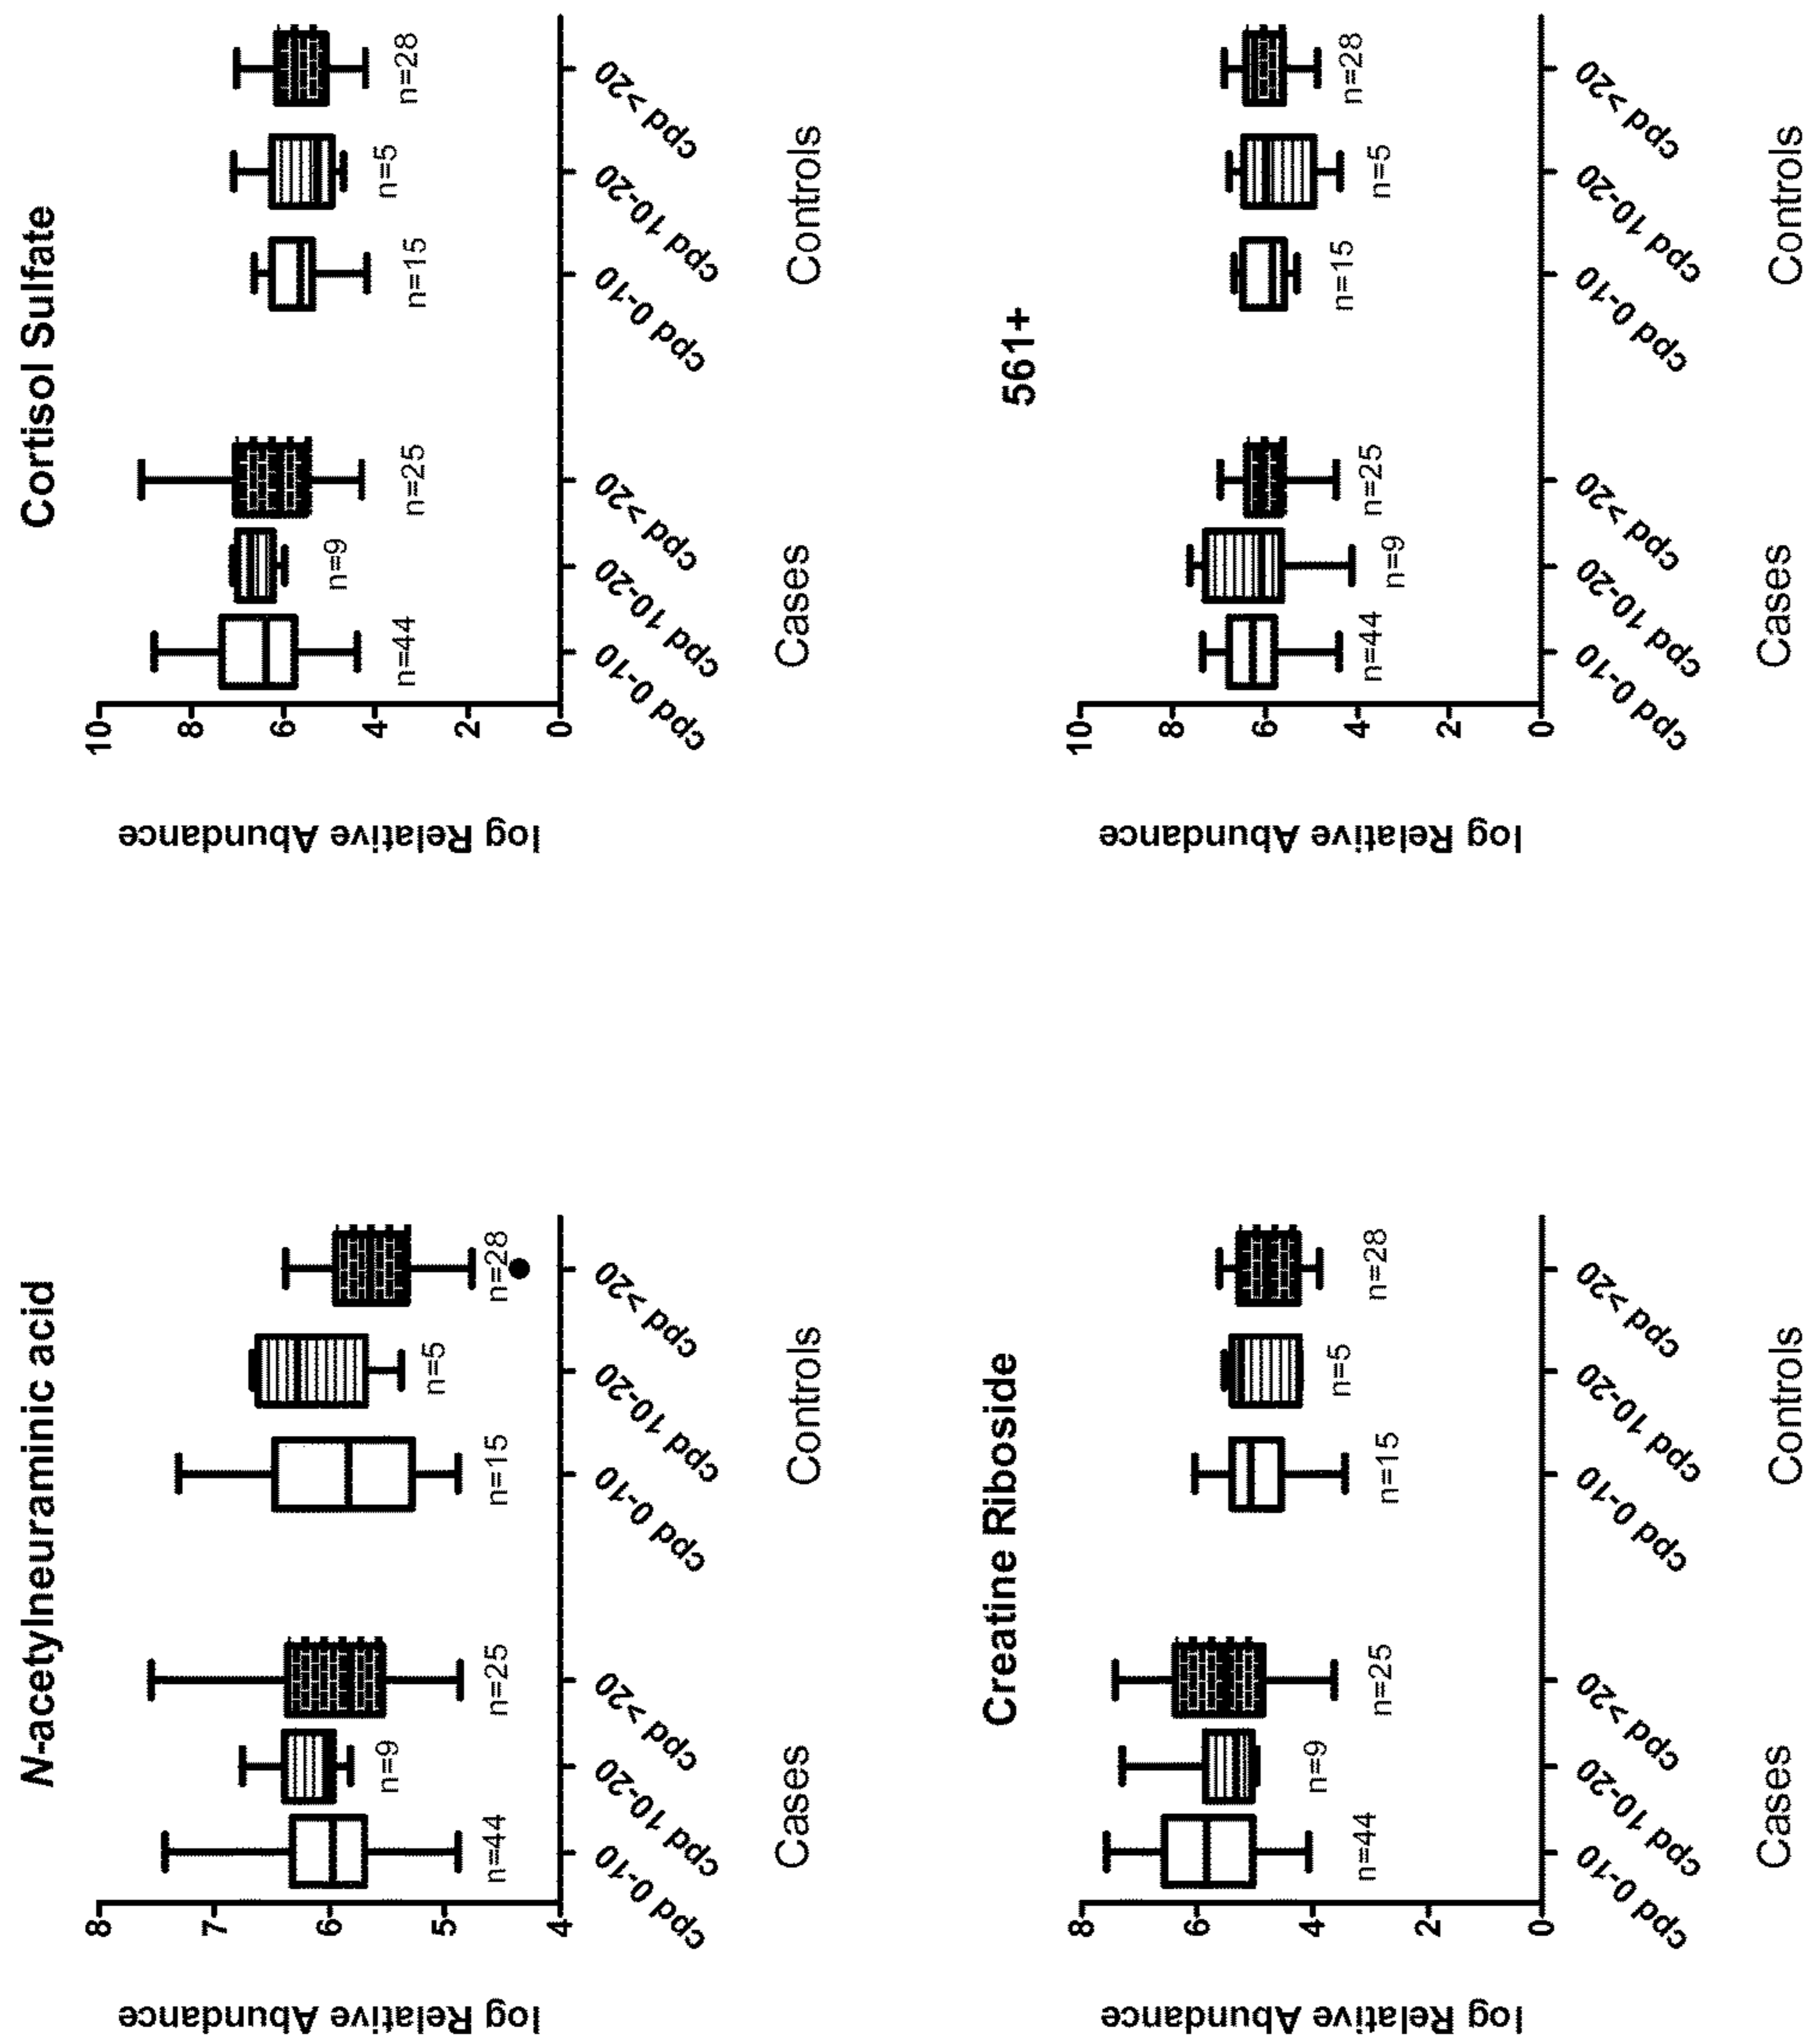 N-acetylneuraminic acid
log Relative Abundance
8
7
6
5
4
n=44
n=9
n=25
n=15
n=5
n=28
cpd 0-10
cpd 10-20
cpd >20
cpd 0-10
cpd 10-20
cpd >20
Cases
Controls
Cortisol Sulfate
log Relative Abundance
10
8
6
4
2
0
n=44
n=9
n=25
n=15
n=5
n=28
cpd 0-10
cpd 10-20
cpd >20
cpd 0-10
cpd 10-20
cpd >20
Cases
Controls
Creatine Riboside
log Relative Abundance
8
6
4
2
0
n=44
n=9
n=25
n=15
n=5
n=28
cpd 0-10
cpd 10-20
cpd >20
cpd 0-10
cpd 10-20
cpd >20
Cases
Controls
561+
log Relative Abundance
10
8
6
4
2
0
n=44
n=9
n=25
n=15
n=5
n=28
cpd 0-10
cpd 10-20
cpd >20
cpd 0-10
cpd 10-20
cpd >20
Cases
Controls